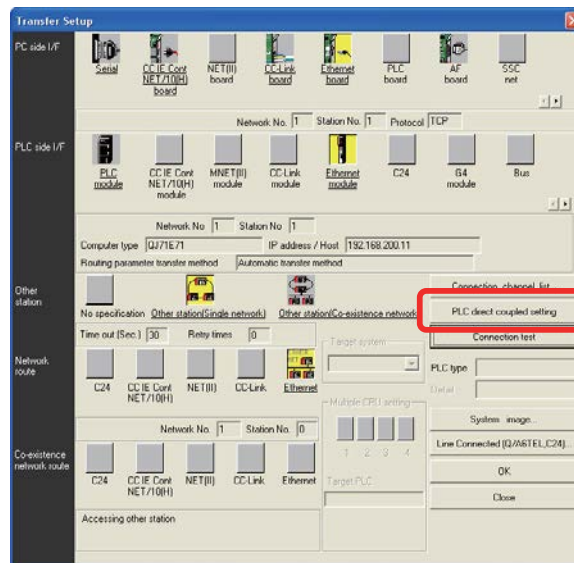 Transfer Setup
PC side I/F
Serial
CC IE Cont NET/10(H) board
NET(II) board
CC-Link board
Ethernet board
PLC board
AF board
SSC net
Network No. 1 Station No. 1 Protocol TCP
PLC side I/F
PLC module
CC IE Cont NET/10(H) module
MNET(II) module
CC-Link module
Ethernet module
C24
G4 module
Bus
Network No 1 Station No 1
Computer type QJ71E71 IP address / Host 192.168.200.11
Routing parameter transfer method Automatic transfer method
Other station
No specification
Other station(Single network)
Other station(Co-existence network)
Connection channel list
PLC direct coupled setting
Time out (Sec.) 30 Retry times 0
Target system
Connection test
Network route
C24
CC IE Cont NET/10(H)
NET(II)
CC-Link
Ethernet
PLC type
Detail
Multiple CPU setting
Network No. 1 Station No. 0
1 2 3 4
System image...
Line Connected (Q/A6TEL,C24)...
Co-existence network route
C24
CC IE Cont NET/10(H)
NET(II)
CC-Link
Ethernet
Target PLC
OK
Close
Accessing other station